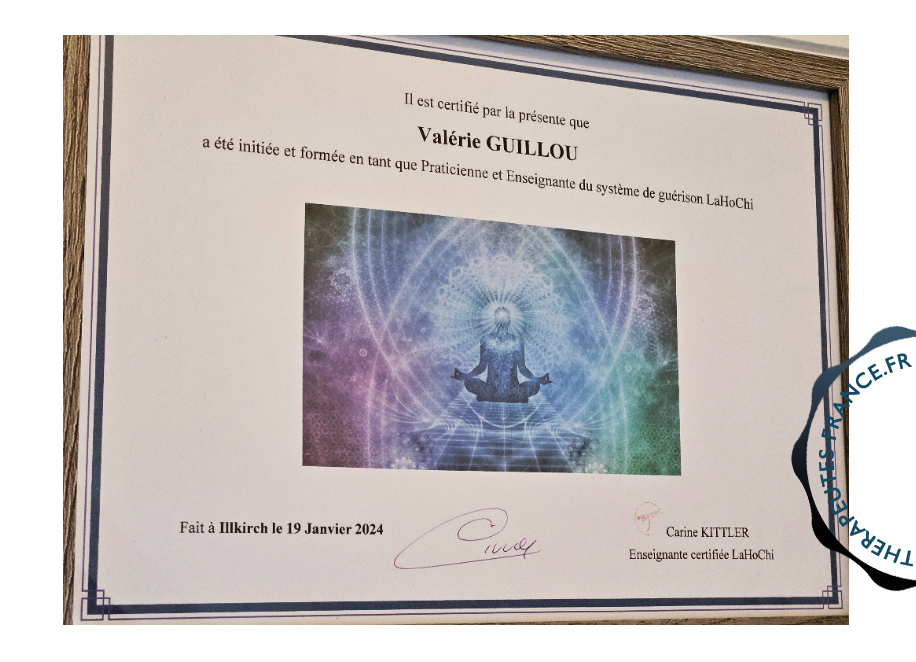 Il est certifié par la présente que
Valérie GUILLOU
a été initiée et formée en tant que Praticienne et Enseignante du système de guérison LaHoChi
Fait à Illkirch le 19 Janvier 2024
Carine KITTLER
Enseignante certifiée LaHoChi
THERAPEUTES-FRANCE.FR